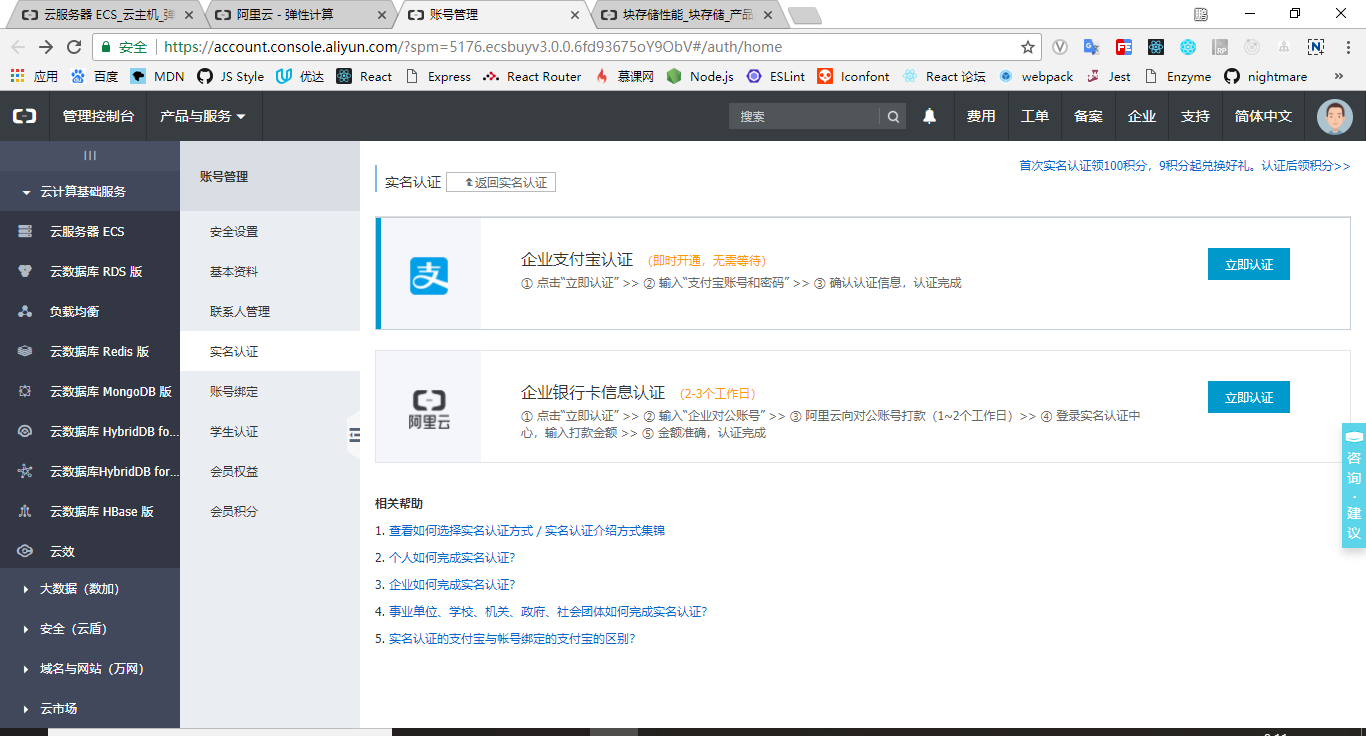 云服务器 ECS_云主机_弹
阿里云 - 弹性计算
账号管理
块存储性能_块存储_产品
安全
https://account.console.aliyun.com/?spm=5176.ecsbuyv3.0.0.6fd93675oY9ObV#/auth/home
应用 百度 MDN JS Style 优达 React Express React Router 慕课网 Node.js ESLint Iconfont React 论坛 webpack Jest Enzyme nightmare »
管理控制台 产品与服务 搜索 费用 工单 备案 企业 支持 简体中文
云计算基础服务
云服务器 ECS
云数据库 RDS 版
负载均衡
云数据库 Redis 版
云数据库 MongoDB 版
云数据库 HybridDB fo...
云数据库HybridDB for...
云数据库 HBase 版
云效
大数据（数加）
安全（云盾）
域名与网站（万网）
云市场
账号管理
安全设置
基本资料
联系人管理
实名认证
账号绑定
学生认证
会员权益
会员积分
首次实名认证领100积分，9积分起兑换好礼。认证后领积分>>
实名认证 返回实名认证
支
企业支付宝认证 （即时开通，无需等待）
① 点击“立即认证” >> ② 输入“支付宝账号和密码” >> ③ 确认认证信息，认证完成
立即认证
阿里云
企业银行卡信息认证 （2-3个工作日）
① 点击“立即认证” >> ② 输入“企业对公账号” >> ③ 阿里云向对公账号打款（1~2个工作日）>> ④ 登录实名认证中
心，输入打款金额 >> ⑤ 金额准确，认证完成
立即认证
相关帮助
1. 查看如何选择实名认证方式 / 实名认证介绍方式集锦
2. 个人如何完成实名认证?
3. 企业如何完成实名认证?
4. 事业单位、学校、机关、政府、社会团体如何完成实名认证?
5. 实名认证的支付宝与帐号绑定的支付宝的区别?
咨询·建议